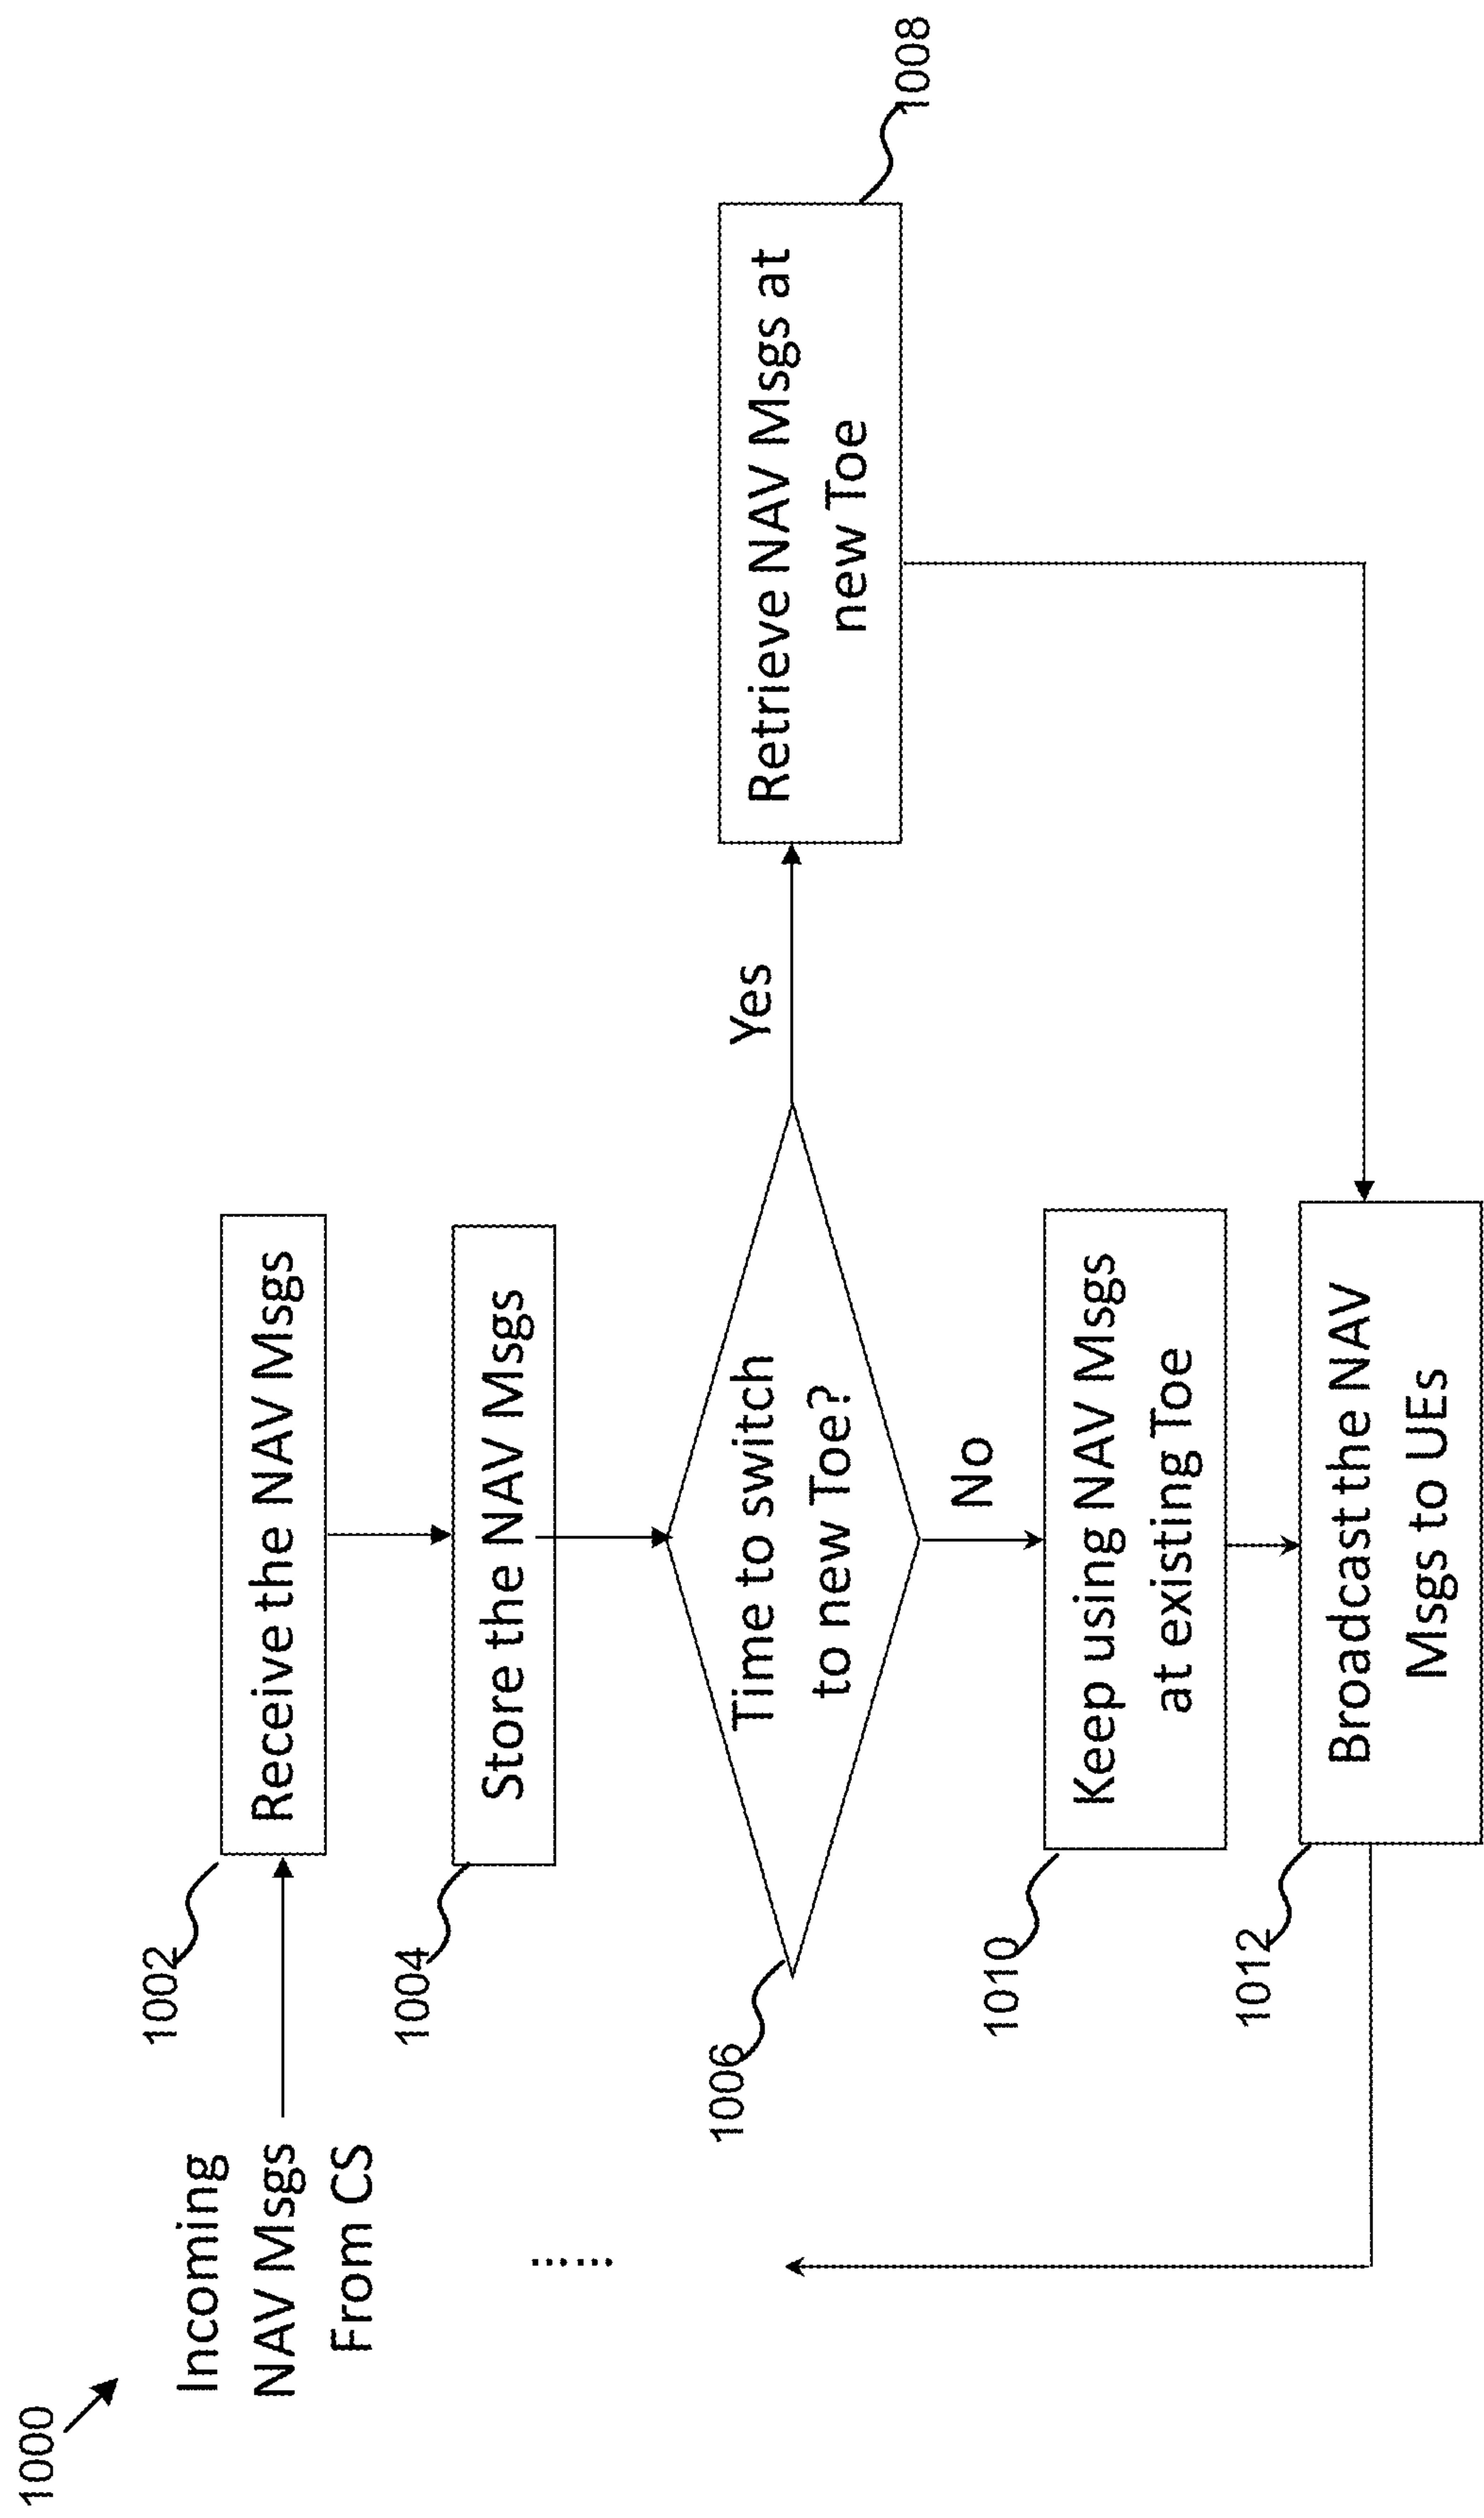 1000
Incoming
NAV Msgs
From CS
1002
Receive the NAV Msgs
1004
Store the NAV Msgs
1006
Time to switch
to new Toe?
Yes
1008
Retrieve NAV Msgs at
new Toe
No
1010
Keep using NAV Msgs
at existing Toe
1012
Broadcast the NAV
Msgs to UEs